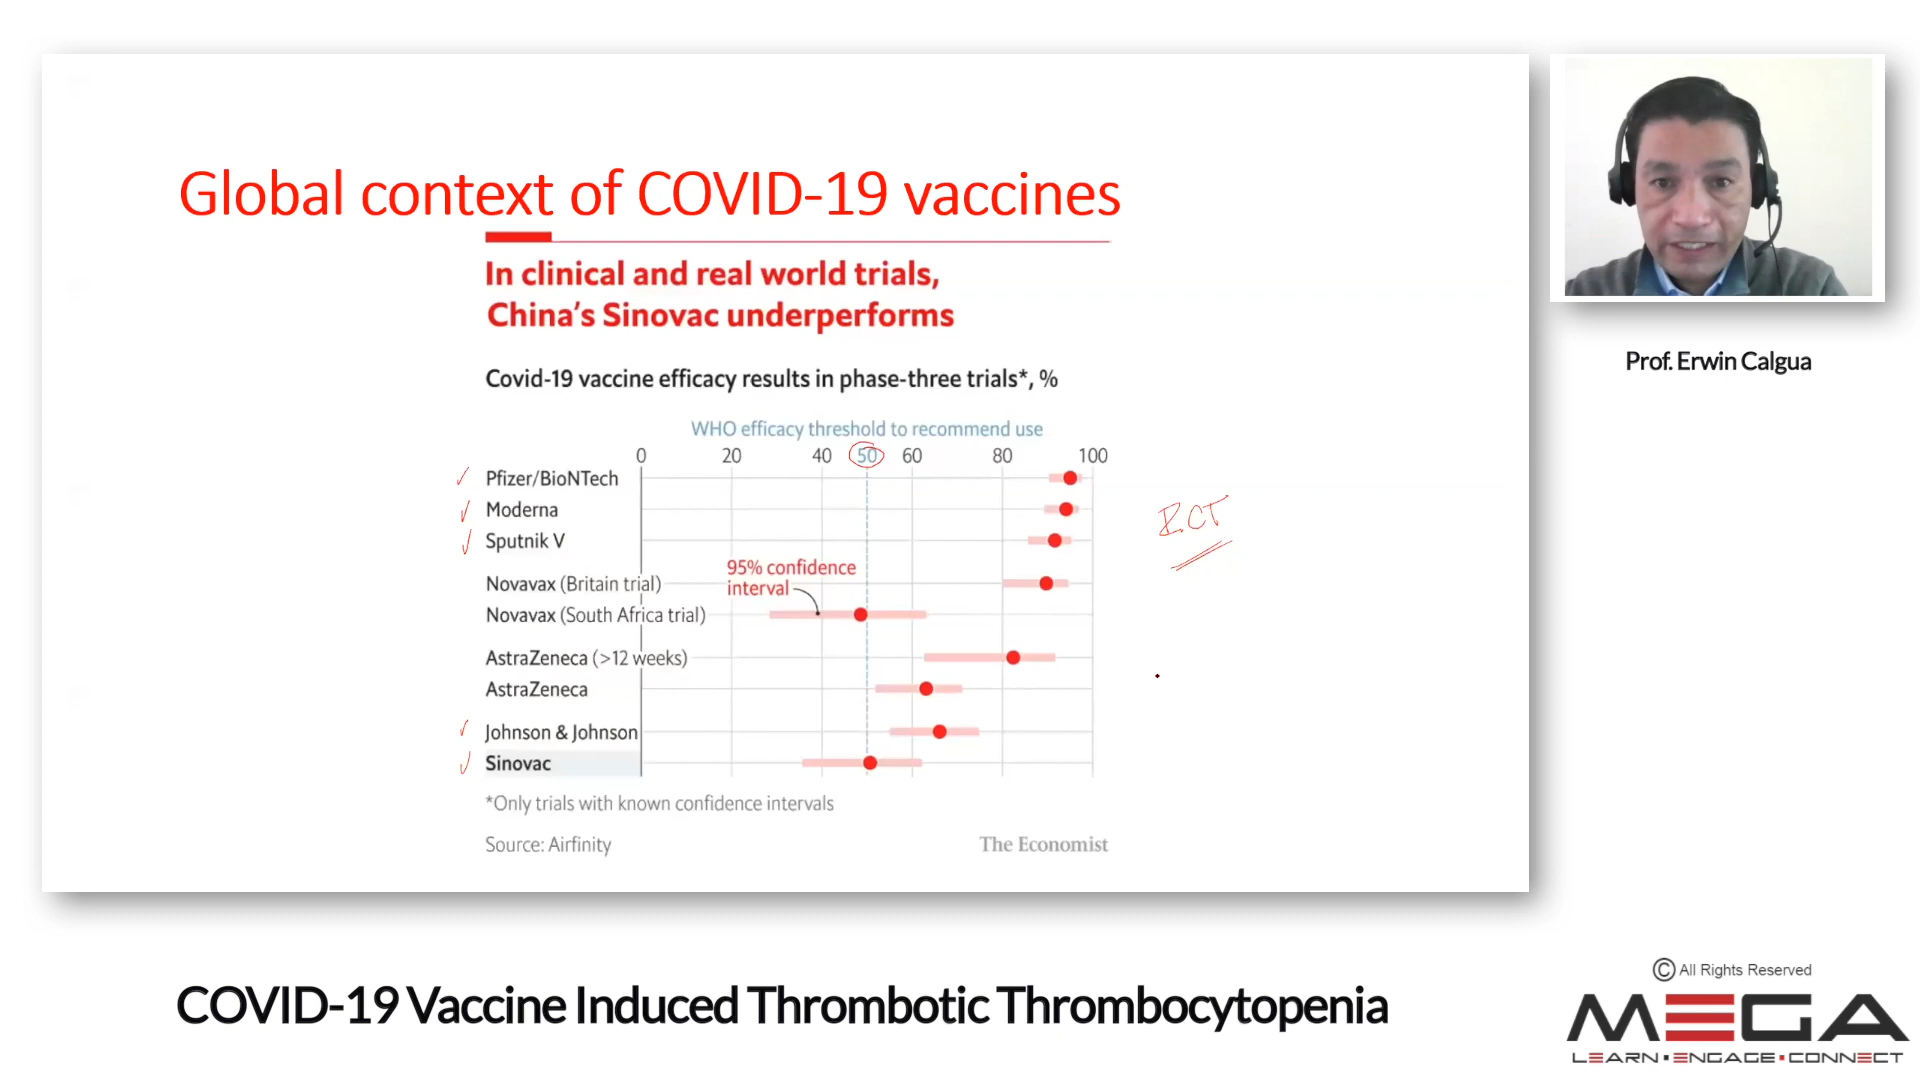 Global context of COVID-19 vaccines
In clinical and real world trials,
China's Sinovac underperforms
Covid-19 vaccine efficacy results in phase-three trials*, %
WHO efficacy threshold to recommend use
0 20 40 50 60 80 100
Pfizer/BioNTech
Moderna
Sputnik V
95% confidence
interval
Novavax (Britain trial)
Novavax (South Africa trial)
AstraZeneca (>12 weeks)
AstraZeneca
Johnson & Johnson
Sinovac
*Only trials with known confidence intervals
Source: Airfinity
The Economist
RCT
Prof. Erwin Calgua
COVID-19 Vaccine Induced Thrombotic Thrombocytopenia
© All Rights Reserved
MEGA
LEARN▪ENGAGE▪CONNECT